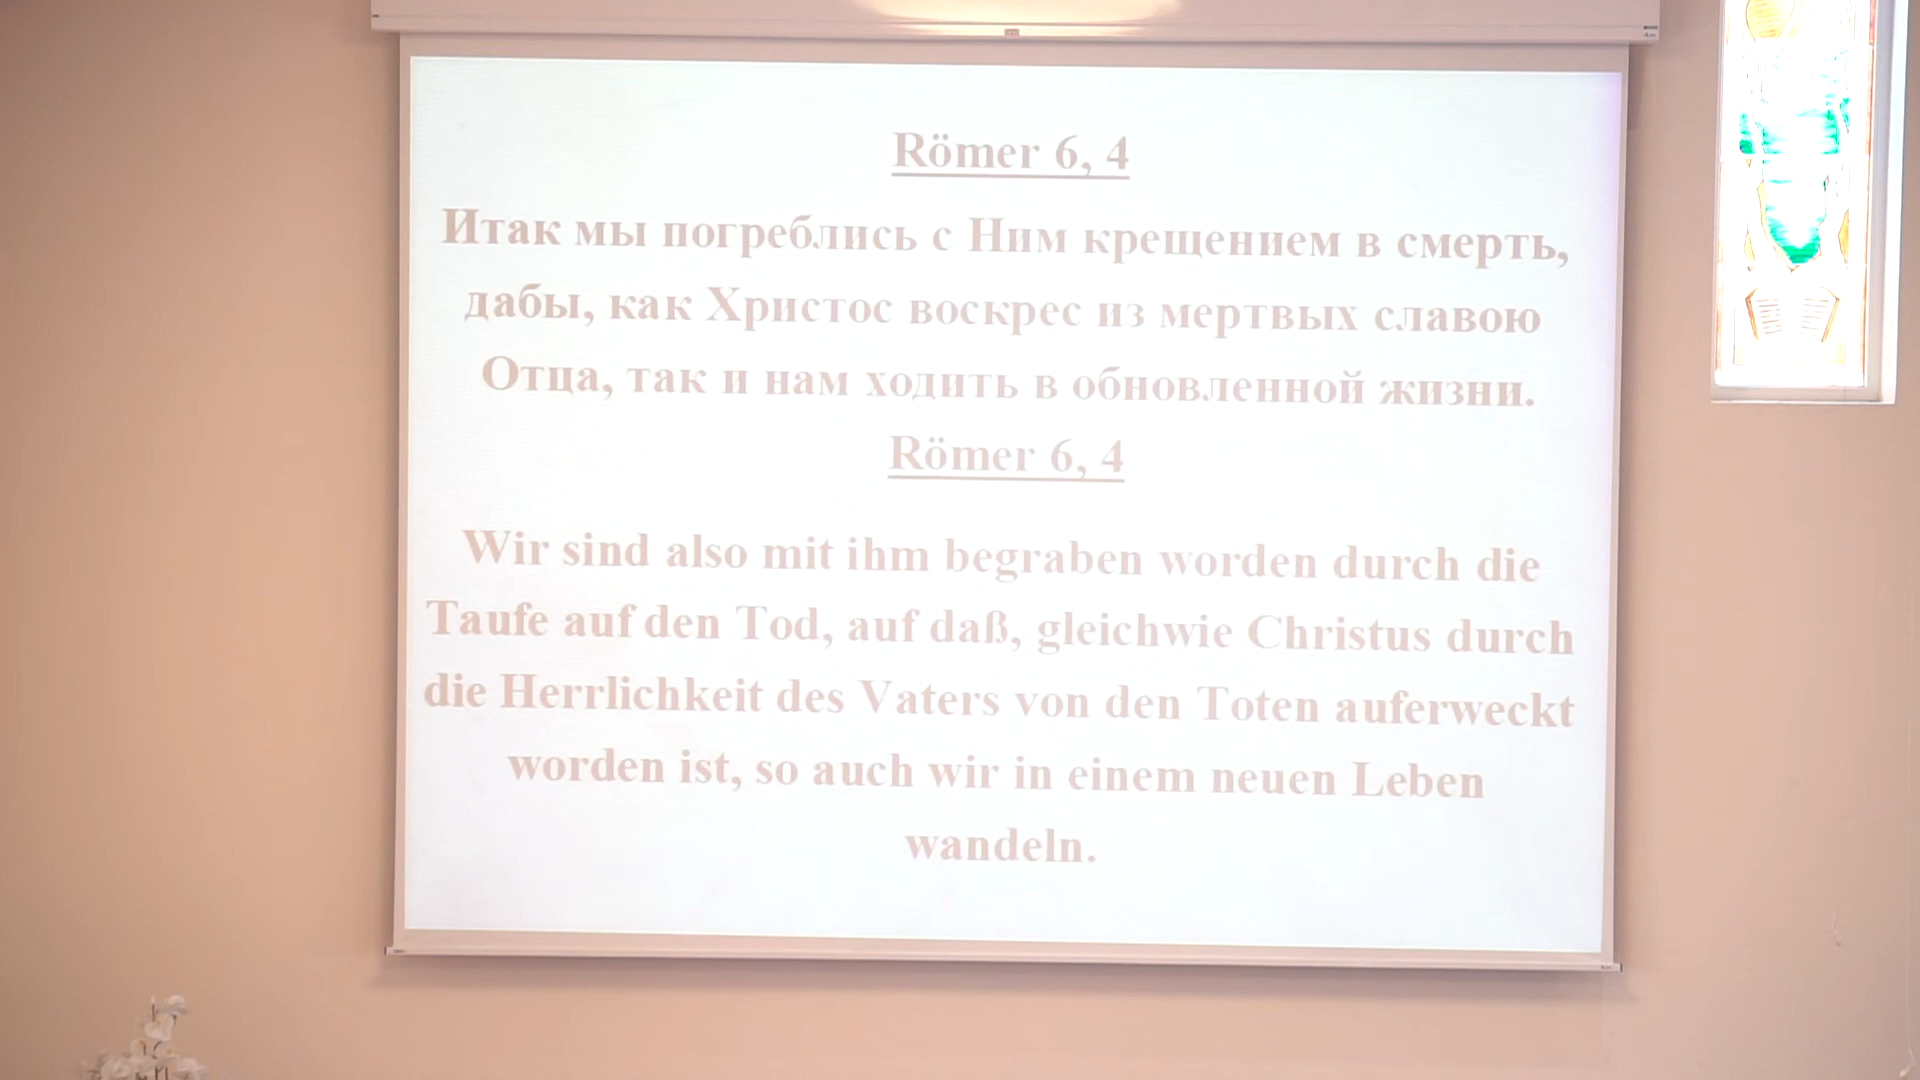 Römer 6, 4
Итак мы погреблись с Ним крещением в смерть,
дабы, как Христос воскрес из мертвых славою
Отца, так и нам ходить в обновленной жизни.
Römer 6, 4
Wir sind also mit ihm begraben worden durch die
Taufe auf den Tod, auf daß, gleichwie Christus durch
die Herrlichkeit des Vaters von den Toten auferweckt
worden ist, so auch wir in einem neuen Leben
wandeln.